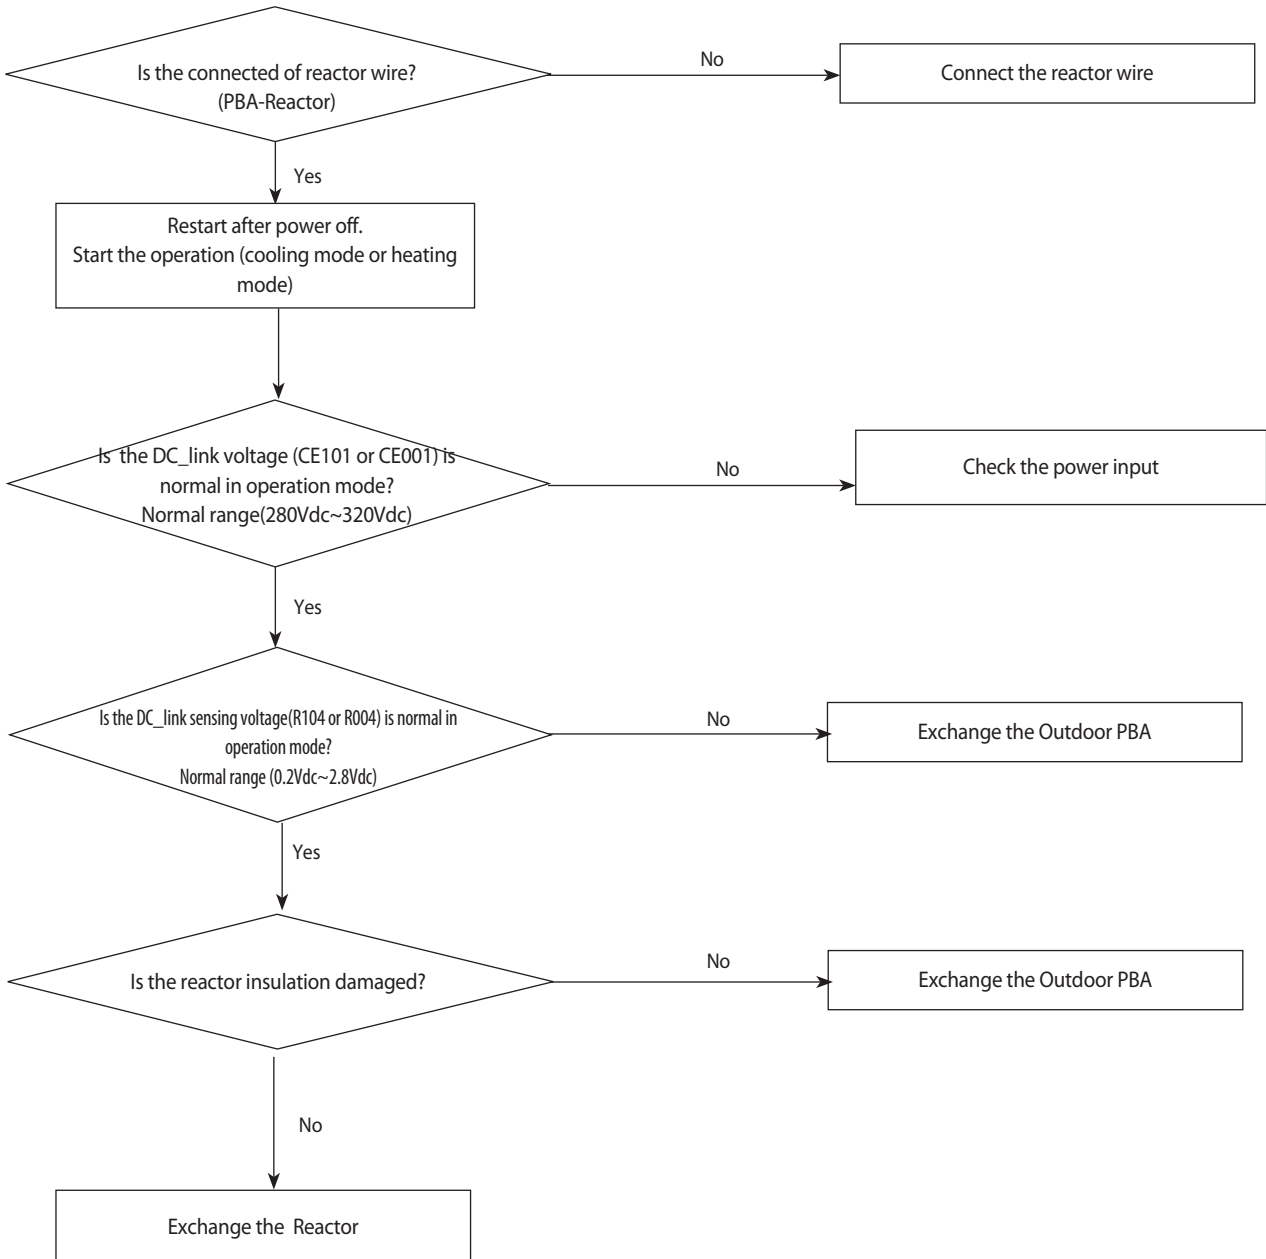 Is the connected of reactor wire?
(PBA-Reactor)
No
Connect the reactor wire
Yes
Restart after power off.
Start the operation (cooling mode or heating
mode)
Is  the DC_link voltage (CE101 or CE001) is
normal in operation mode?
Normal range(280Vdc~320Vdc)
No
Check the power input
Yes
Is the DC_link sensing voltage(R104 or R004) is normal in
operation mode?
Normal range (0.2Vdc~2.8Vdc)
No
Exchange the Outdoor PBA
Yes
Is the reactor insulation damaged?
No
Exchange the Outdoor PBA
No
Exchange the  Reactor